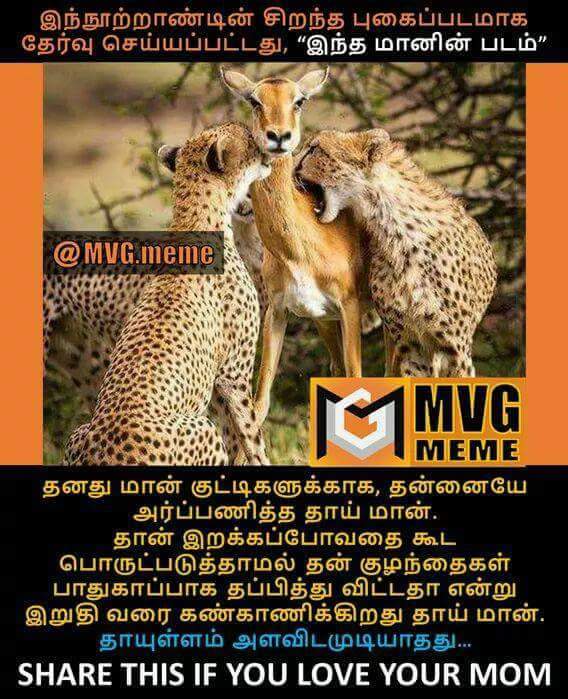 இந்நூற்றாண்டின் சிறந்த புகைப்படமாக
தேர்வு செய்யப்பட்டது, “இந்த மானின் படம்”
@MVG.meme
MVG
MEME
தனது மான் குட்டிகளுக்காக, தன்னையே
அர்ப்பணித்த தாய் மான்.
தான் இறக்கப்போவதை கூட
பொருட்படுத்தாமல் தன் குழந்தைகள்
பாதுகாப்பாக தப்பித்து விட்டதா என்று
இறுதி வரை கண்காணிக்கிறது தாய் மான்.
தாயுள்ளம் அளவிடமுடியாதது...
SHARE THIS IF YOU LOVE YOUR MOM